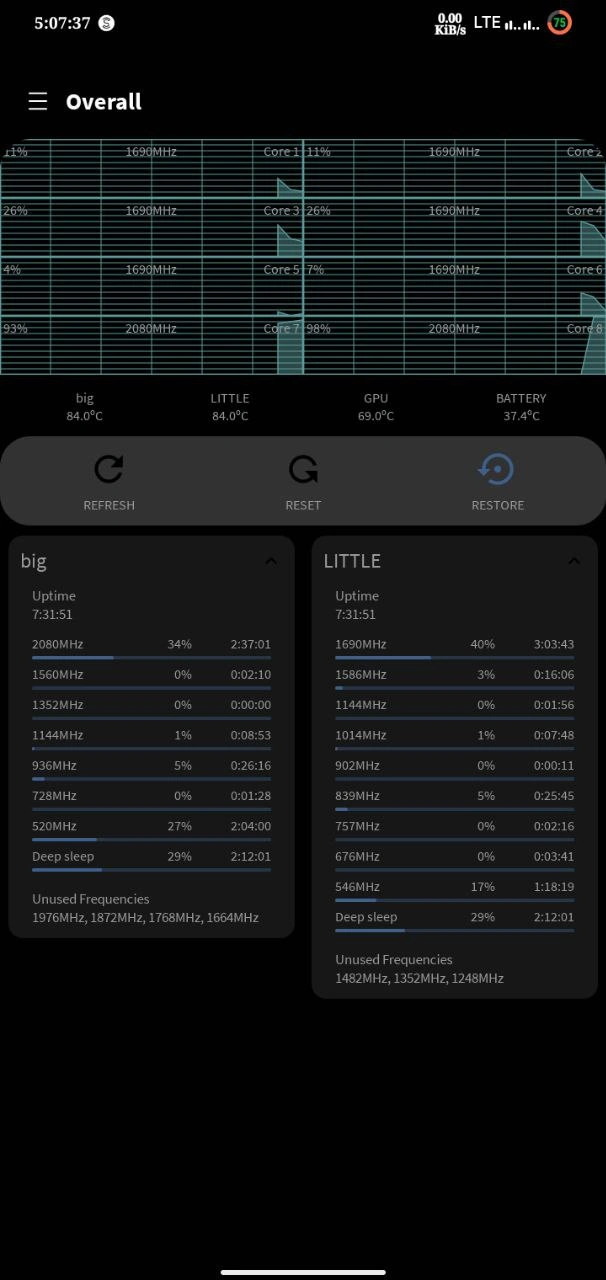 5:07:37 0.00 KiB/s LTE 75
Overall
11% 1690MHz Core 1 11% 1690MHz Core 2
26% 1690MHz Core 3 26% 1690MHz Core 4
4% 1690MHz Core 5 7% 1690MHz Core 6
93% 2080MHz Core 7 98% 2080MHz Core 8
big LITTLE GPU BATTERY
84.0ºC 84.0ºC 69.0ºC 37.4ºC
REFRESH RESET RESTORE
big
Uptime
7:31:51
2080MHz 34% 2:37:01
1560MHz 0% 0:02:10
1352MHz 0% 0:00:00
1144MHz 1% 0:08:53
936MHz 5% 0:26:16
728MHz 0% 0:01:28
520MHz 27% 2:04:00
Deep sleep 29% 2:12:01
Unused Frequencies
1976MHz, 1872MHz, 1768MHz, 1664MHz
LITTLE
Uptime
7:31:51
1690MHz 40% 3:03:43
1586MHz 3% 0:16:06
1144MHz 0% 0:01:56
1014MHz 1% 0:07:48
902MHz 0% 0:00:11
839MHz 5% 0:25:45
757MHz 0% 0:02:16
676MHz 0% 0:03:41
546MHz 17% 1:18:19
Deep sleep 29% 2:12:01
Unused Frequencies
1482MHz, 1352MHz, 1248MHz